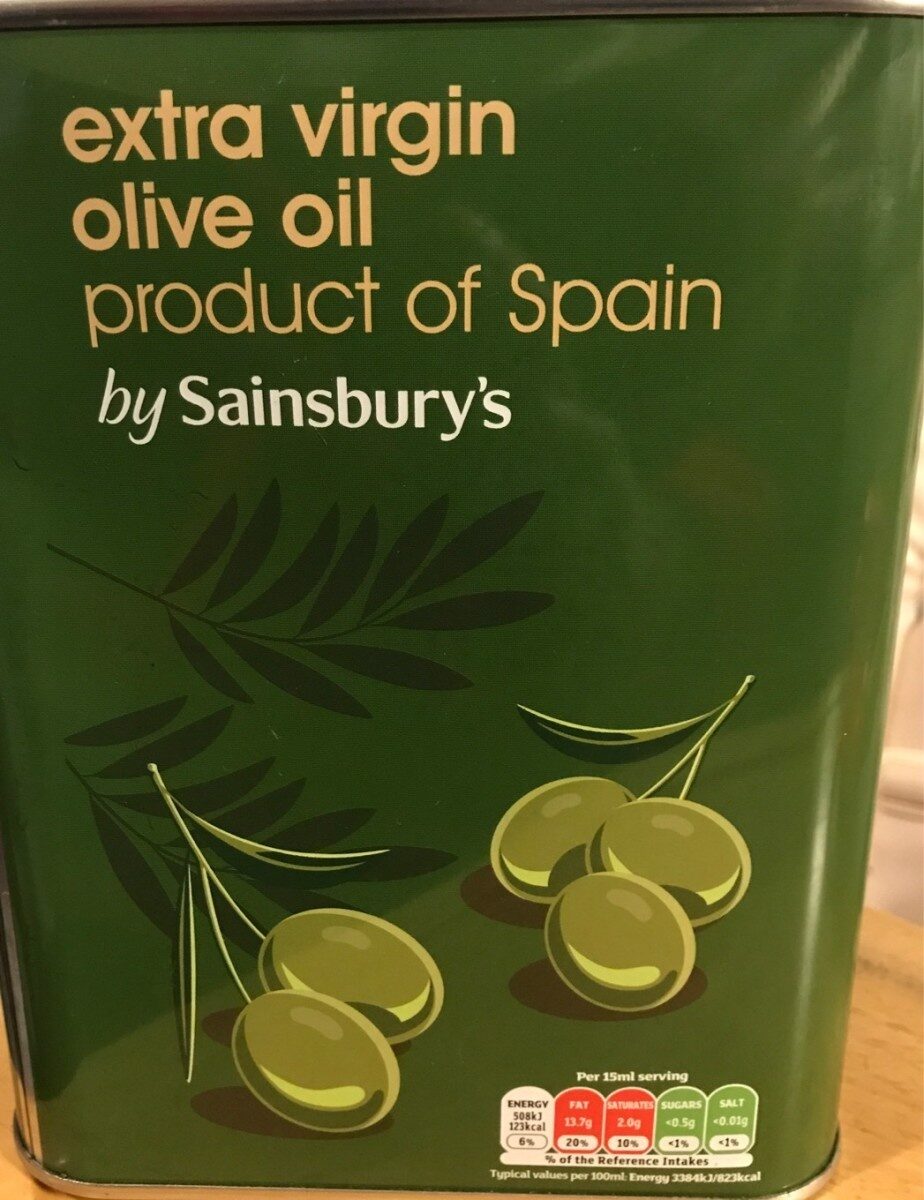 extra virgin
olive oil
product of Spain
by Sainsbury's
Per 15ml serving
ENERGY FAT SATURATES SUGARS SALT
508kJ
123kcal 13.7g 2.0g <0.5g <0.01g
6% 20% 10% <1% <1%
% of the Reference Intakes
Typical values per 100ml: Energy 3384kJ/823kcal